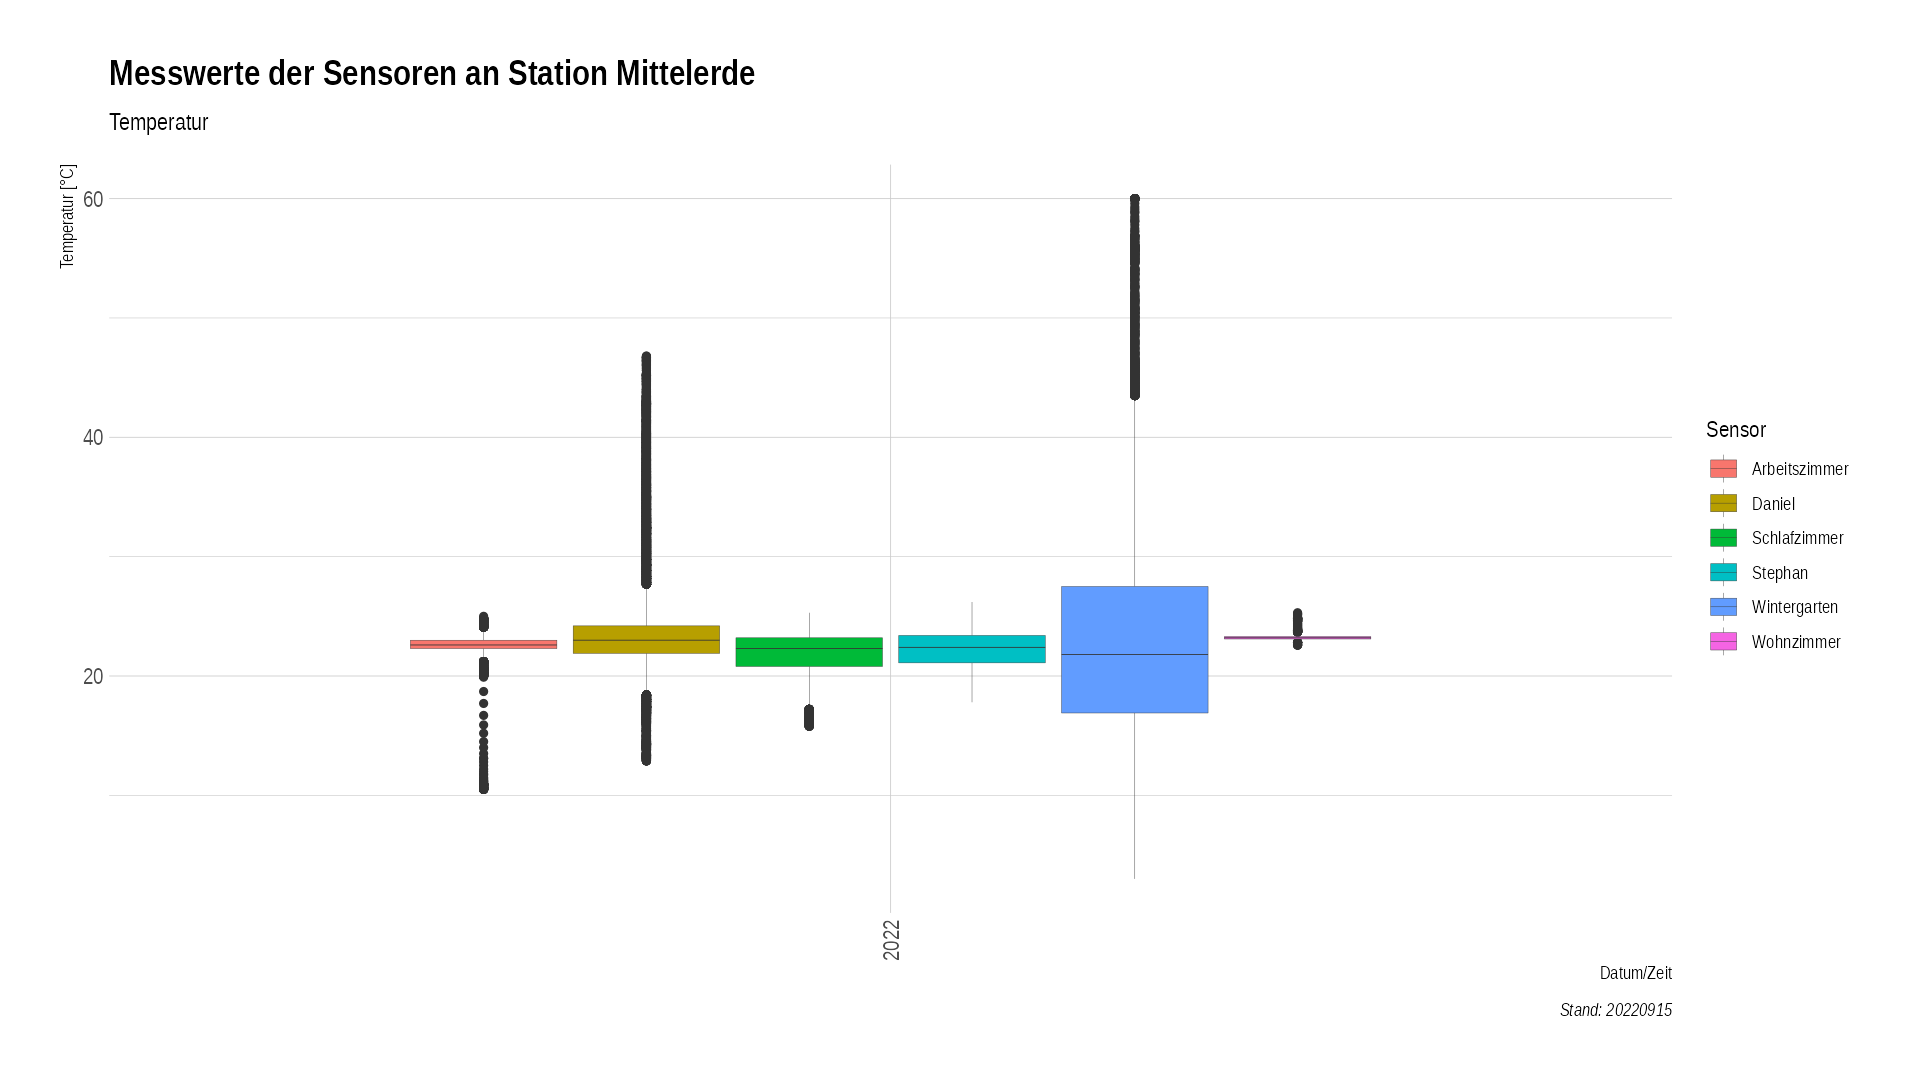 Messwerte der Sensoren an Station Mittelerde
Temperatur
Temperatur [°C]
60
40
20
2022
Datum/Zeit
Stand: 20220915
Sensor
Arbeitszimmer
Daniel
Schlafzimmer
Stephan
Wintergarten
Wohnzimmer